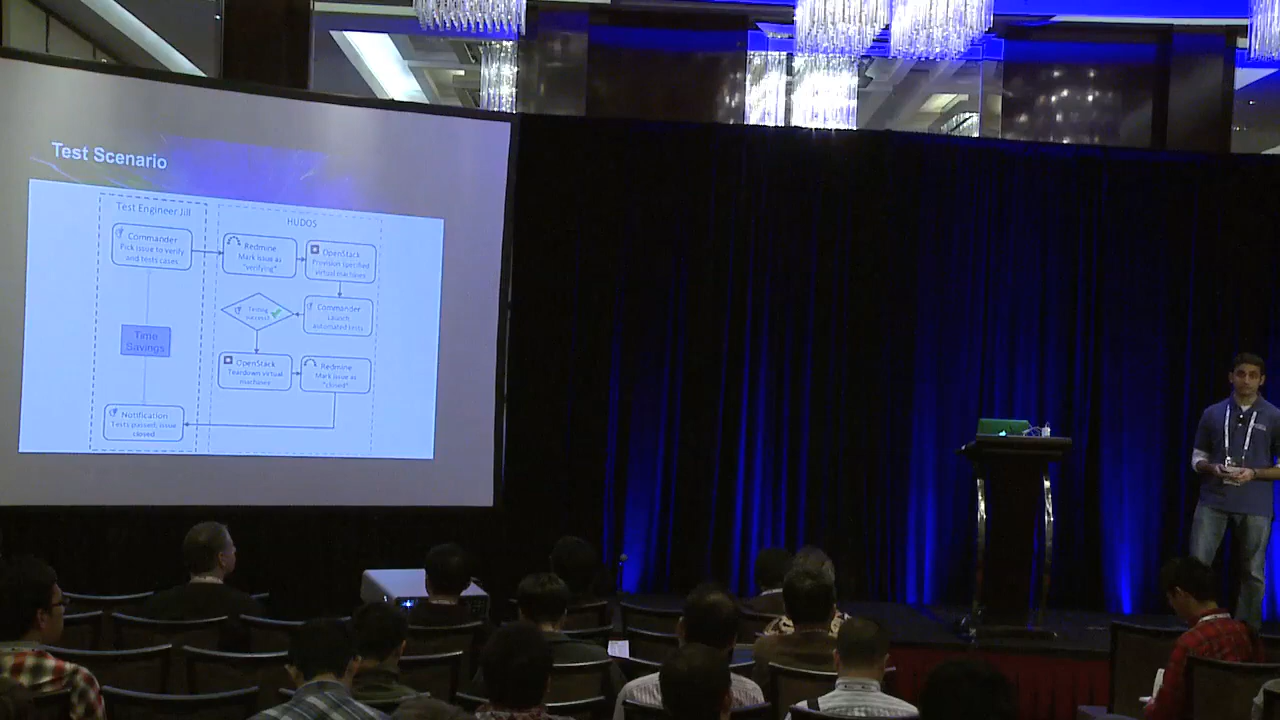 Test Scenario
Test Engineer Jill
HUDOS
Commander
Pick issue to verify
and tests cases.
Redmine
Mark issue as
"verifying"
OpenStack
Provision specified
virtual machines
Testing
success?
Commander
Launch
automated tests
Time
Savings
OpenStack
Teardown virtual
machines
Redmine
Mark issue as
"closed"
Notification
Tests passed, issue
closed